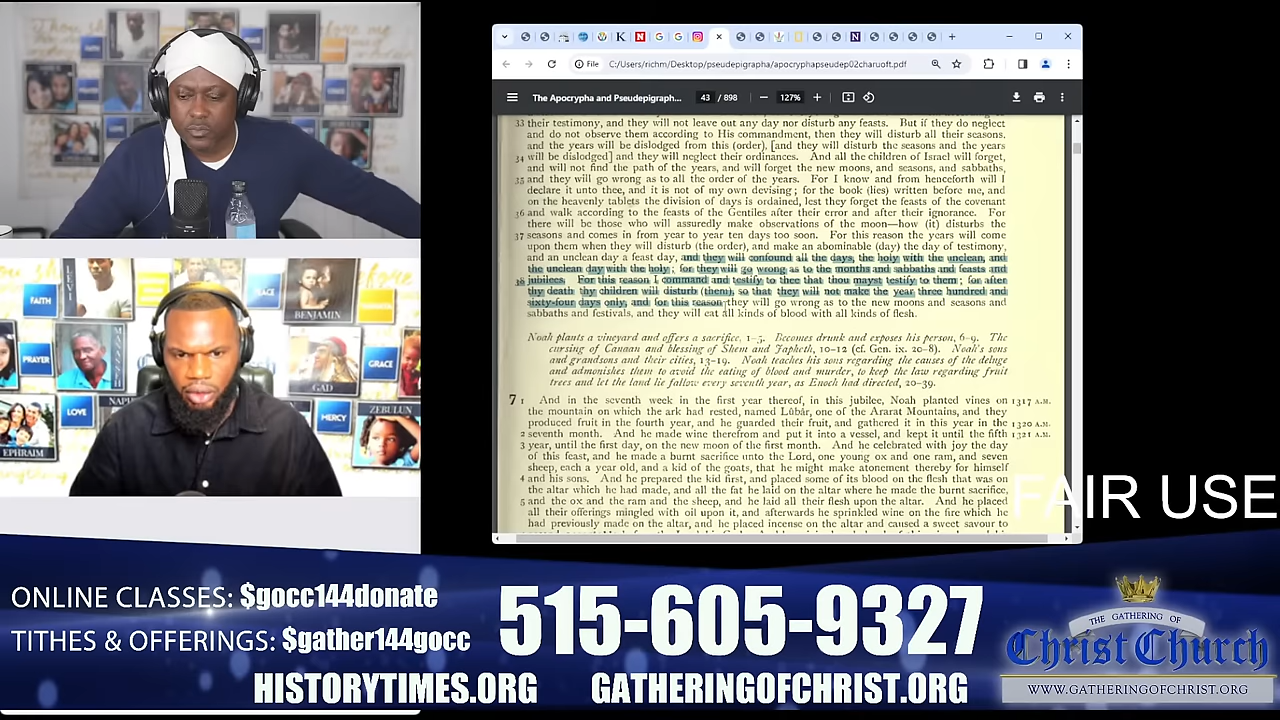 FAITH
PRAYER
LOVE
EPHRAIM
BENJAMIN
GAD
GRACE
MERCY
ZEBULUN
File C:/Users/richm/Desktop/pseudepigrapha/apocryphapseudep02charuoft.pdf
The Apocrypha and Pseudepigraph... 43 / 898 — 127% +
33 their testimony, and they will not leave out any day nor disturb any feasts. But if they do neglect
and do not observe them according to His commandment, then they will disturb all their seasons,
and the years will be dislodged from this (order), [and they will disturb the seasons and the years
34 will be dislodged] and they will neglect their ordinances. And all the children of Israel will forget,
and will not find the path of the years, and will forget the new moons, and seasons, and sabbaths,
35 and they will go wrong as to all the order of the years. For I know and from henceforth will I
declare it unto thee, and it is not of my own devising; for the book (lies) written before me, and
on the heavenly tablets the division of days is ordained, lest they forget the feasts of the covenant
36 and walk according to the feasts of the Gentiles after their error and after their ignorance. For
there will be those who will assuredly make observations of the moon—how (it) disturbs the
37 seasons and comes in from year to year ten days too soon. For this reason the years will come
upon them when they will disturb (the order), and make an abominable (day) the day of testimony,
and an unclean day a feast day, and they will confound all the days, the holy with the unclean, and
the unclean day with the holy; for they will go wrong as to the months and sabbaths and feasts and
38 jubilees. For this reason I command and testify to thee that thou mayst testify to them; for after
thy death thy children will disturb (them), so that they will not make the year three hundred and
sixty-four days only, and for this reason they will go wrong as to the new moons and seasons and
sabbaths and festivals, and they will eat all kinds of blood with all kinds of flesh.
Noah plants a vineyard and offers a sacrifice, 1-5. Becomes drunk and exposes his person, 6-9. The
cursing of Canaan and blessing of Shem and Japheth, 10-12 (cf. Gen. ix. 20-8). Noah's sons
and grandsons and their cities, 13-19. Noah teaches his sons regarding the causes of the deluge
and admonishes them to avoid the eating of blood and murder, to keep the law regarding fruit
trees and let the land lie fallow every seventh year, as Enoch had directed, 20-39.
7 1 And in the seventh week in the first year thereof, in this jubilee, Noah planted vines on 1317 A.M.
the mountain on which the ark had rested, named Lûbâr, one of the Ararat Mountains, and they
produced fruit in the fourth year, and he guarded their fruit, and gathered it in this year in the 1320 A.M.
2 seventh month. And he made wine therefrom and put it into a vessel, and kept it until the fifth 1321 A.M.
3 year, until the first day, on the new moon of the first month. And he celebrated with joy the day
of this feast, and he made a burnt sacrifice unto the Lord, one young ox and one ram, and seven
sheep, each a year old, and a kid of the goats, that he might make atonement thereby for himself
4 and his sons. And he prepared the kid first, and placed some of its blood on the flesh that was on
the altar which he had made, and all the fat he laid on the altar where he made the burnt sacrifice,
5 and the ox and the ram and the sheep, and he laid all their flesh upon the altar. And he placed
all their offerings mingled with oil upon it, and afterwards he sprinkled wine on the fire which he
had previously made on the altar, and he placed incense on the altar and caused a sweet savour to
FAIR USE
ONLINE CLASSES: $gocc144donate
TITHES & OFFERINGS: $gather144gocc
515-605-9327
HISTORYTIMES.ORG GATHERINGOFCHRIST.ORG
THE GATHERING OF
Christ Church
WWW.GATHERINGOFCHRIST.ORG